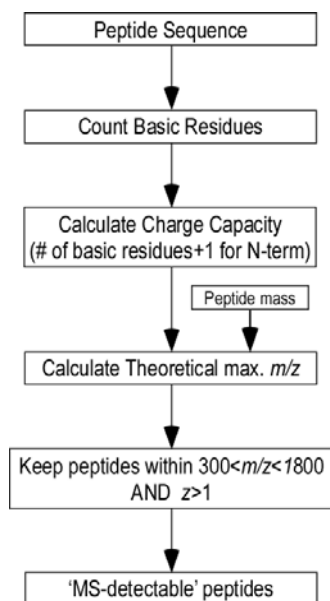 Peptide Sequence
Count Basic Residues
Calculate Charge Capacity
(# of basic residues+1 for N-term)
Peptide mass
Calculate Theoretical max. m/z
Keep peptides within 300<m/z<1800
AND z>1
'MS-detectable' peptides